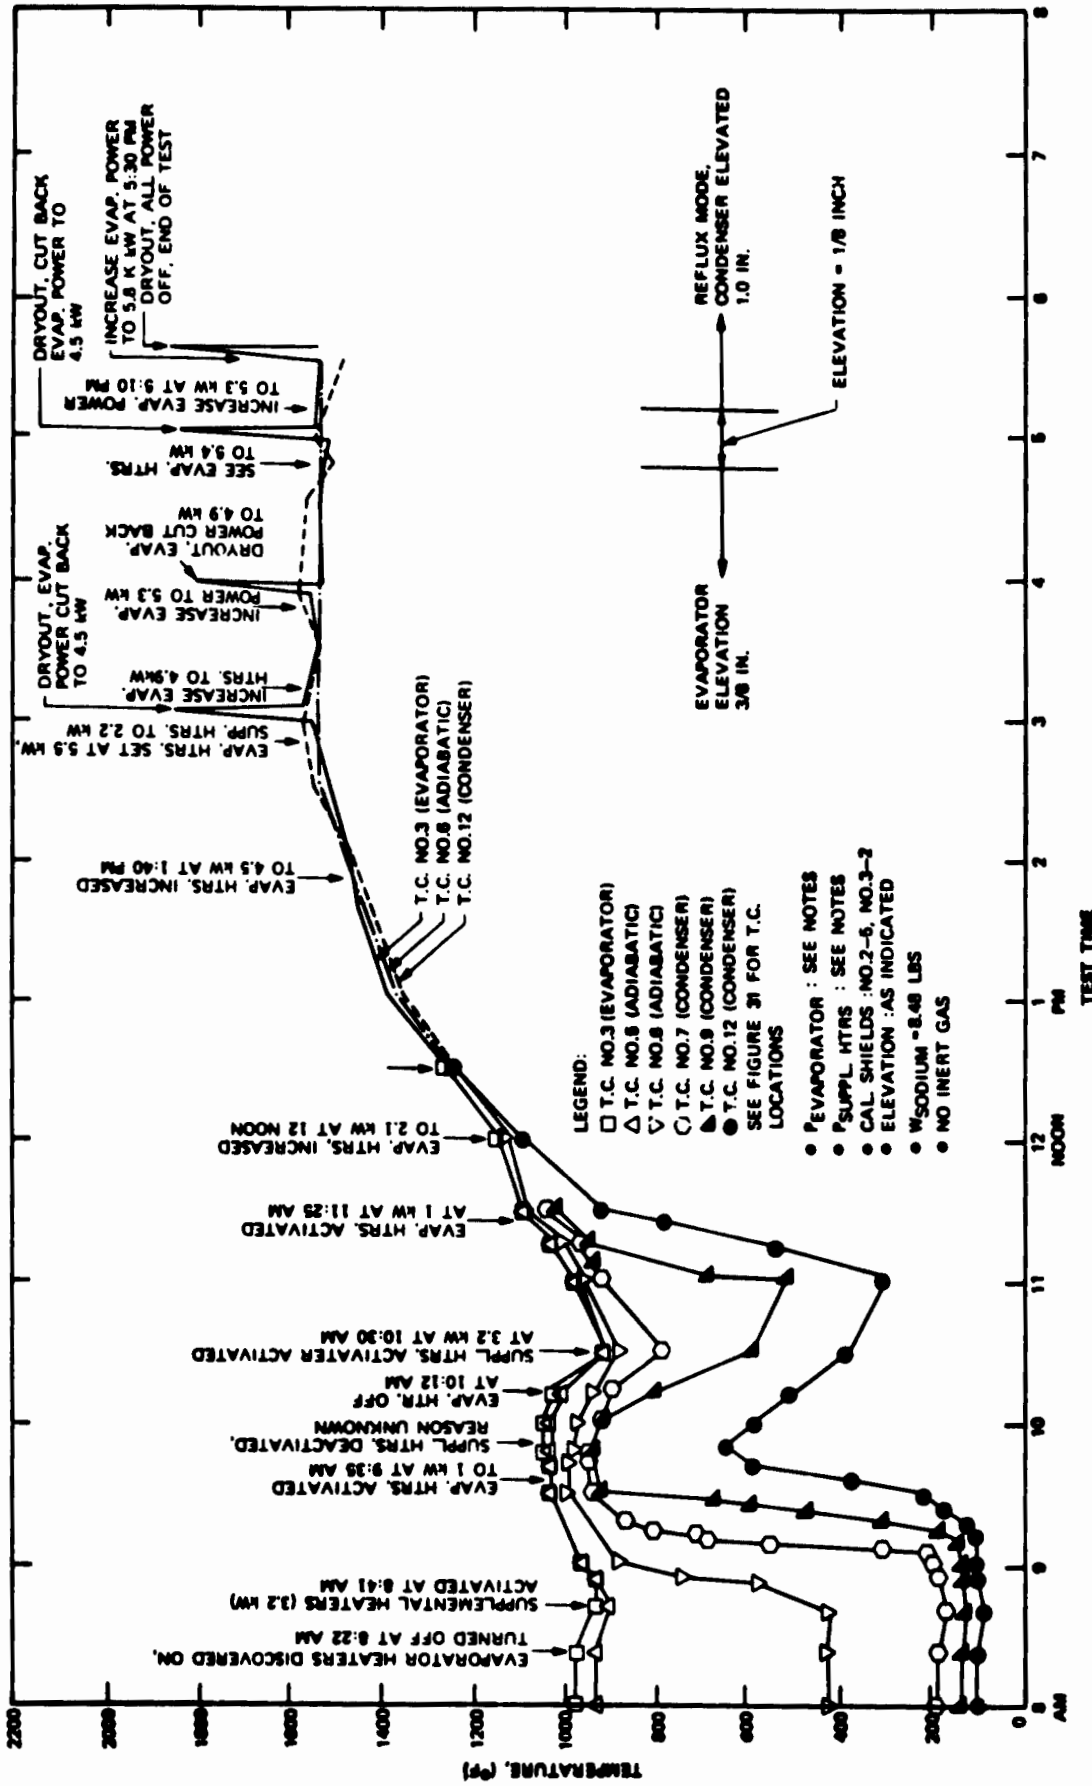 2200
2000
1800
1600
1400
1200
1000
800
600
400
200
0
TEMPERATURE, (°F)
8
AM
9
10
11
12
NOON
1
PM
2
3
4
5
6
7
8
TEST TIME
EVAPORATOR HEATERS DISCOVERED ON,
TURNED OFF AT 8:22 AM
SUPPLEMENTAL HEATERS (3.2 kW)
ACTIVATED AT 8:41 AM
EVAP. HTRS. ACTIVATED
TO 1 kW AT 9:35 AM
SUPPL. HTRS. DEACTIVATED,
REASON UNKNOWN
EVAP. HTR. OFF
AT 10:12 AM
SUPPL. HTRS. ACTIVATER ACTIVATED
AT 3.2 kW AT 10:30 AM
EVAP. HTRS. ACTIVATED
AT 1 kW AT 11:25 AM
EVAP. HTRS, INCREASED
TO 2.1 kW AT 12 NOON
EVAP. HTRS. INCREASED
TO 4.5 kW AT 1:40 PM
EVAP. HTRS. SET AT 5.9 kW,
SUPP. HTRS. TO 2.2 kW
DRYOUT, EVAP.
POWER CUT BACK
TO 4.5 kW
INCREASE EVAP.
HTRS. TO 4.9kW
INCREASE EVAP.
POWER TO 5.3 kW
DRYOUT, EVAP.
POWER CUT BACK
TO 4.9 kW
SEE EVAP. HTRS.
TO 5.4 kW
DRYOUT, CUT BACK
EVAP. POWER TO
4.5 kW
INCREASE EVAP. POWER
TO 5.3 kW AT 5:10 PM
INCREASE EVAP. POWER
TO 5.8 K kW AT 5:30 PM
DRYOUT, ALL POWER
OFF, END OF TEST
T.C. NO.3 (EVAPORATOR)
T.C. NO.6 (ADIABATIC)
T.C. NO.12 (CONDENSER)
EVAPORATOR
ELEVATION
3/8 IN.
REFLUX MODE,
CONDENSER ELEVATED
1.0 IN.
ELEVATION = 1/8 INCH
LEGEND:
T.C. NO.3 (EVAPORATOR)
T.C. NO.6 (ADIABATIC)
T.C. NO.8 (ADIABATIC)
T.C. NO.7 (CONDENSER)
T.C. NO.9 (CONDENSER)
T.C. NO.12 (CONDENSER)
SEE FIGURE 31 FOR T.C.
LOCATIONS
• PEVAPORATOR : SEE NOTES
• PSUPPL. HTRS : SEE NOTES
• CAL. SHIELDS :NO.2-6, NO.3-2
• ELEVATION :AS INDICATED
• WSODIUM =8.48 LBS
• NO INERT GAS